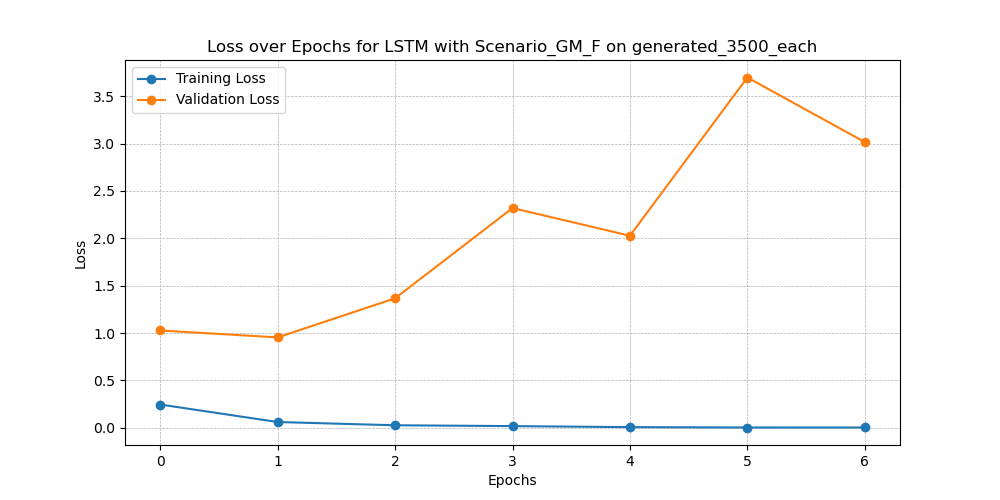 Loss over Epochs for LSTM with Scenario_GM_F on generated_3500_each
Training Loss
Validation Loss
3.5
3.0
2.5
2.0
1.5
1.0
0.5
0.0
Loss
0 1 2 3 4 5 6
Epochs